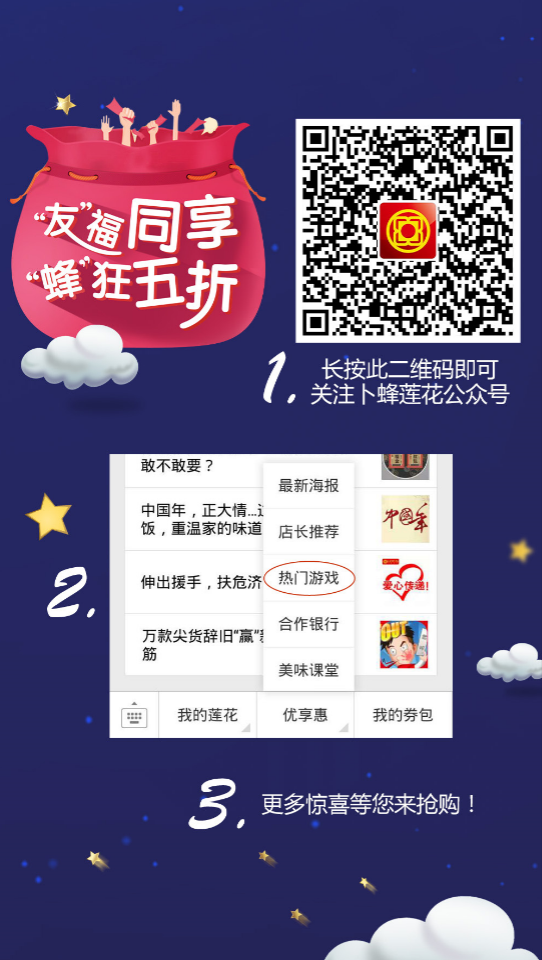 “友”福同享
“蜂”狂五折
1.
长按此二维码即可
关注卜蜂莲花公众号
2.
敢不敢要？
中国年，正大情...
饭，重温家的味道
伸出援手，扶危济
万款尖货辞旧“赢”
筋
中国年
爱心传递！
OUT
最新海报
店长推荐
热门游戏
合作银行
美味课堂
我的莲花
优享惠
我的券包
3.
更多惊喜等您来抢购！